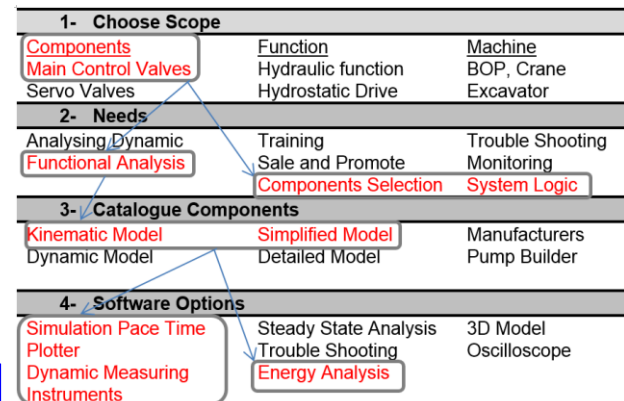 1- Choose Scope
Components Function Machine
Main Control Valves Hydraulic function BOP, Crane
Servo Valves Hydrostatic Drive Excavator
2- Needs
Analysing Dynamic Training Trouble Shooting
Functional Analysis Sale and Promote Monitoring
Components Selection System Logic
3- Catalogue Components
Kinematic Model Simplified Model Manufacturers
Dynamic Model Detailed Model Pump Builder
4- Software Options
Simulation Pace Time Steady State Analysis 3D Model
Plotter Trouble Shooting Oscilloscope
Dynamic Measuring Energy Analysis
Instruments